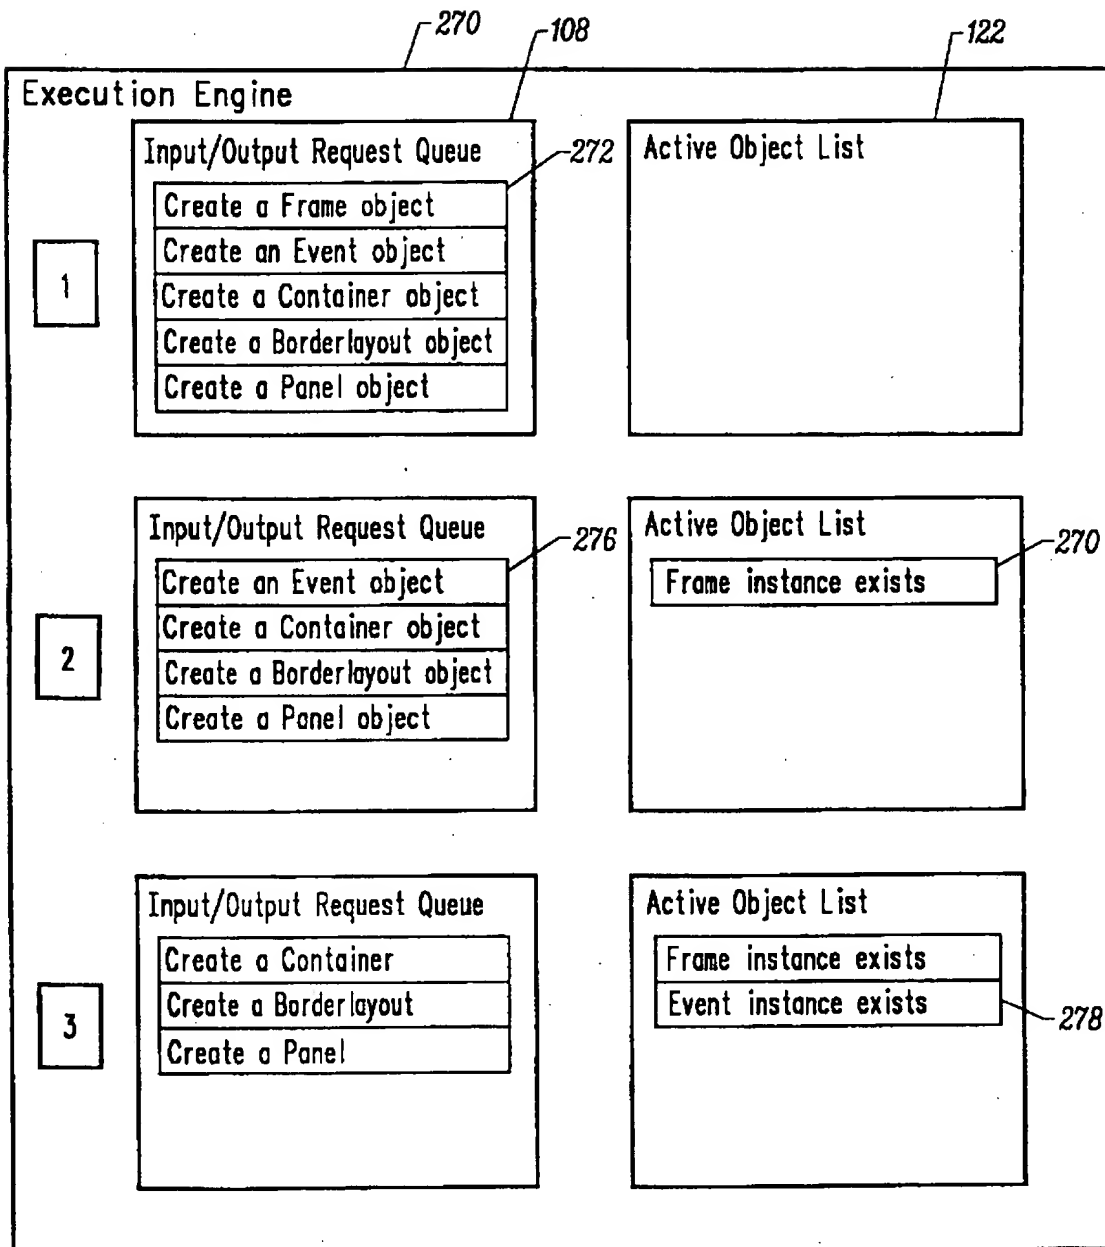 270
108
122
Execution Engine
Input/Output Request Queue
272
Create a Frame object
Create an Event object
Create a Container object
Create a Borderlayout object
Create a Panel object
Active Object List
1
Input/Output Request Queue
276
Create an Event object
Create a Container object
Create a Borderlayout object
Create a Panel object
Active Object List
270
Frame instance exists
2
Input/Output Request Queue
Create a Container
Create a Borderlayout
Create a Panel
Active Object List
Frame instance exists
Event instance exists
278
3